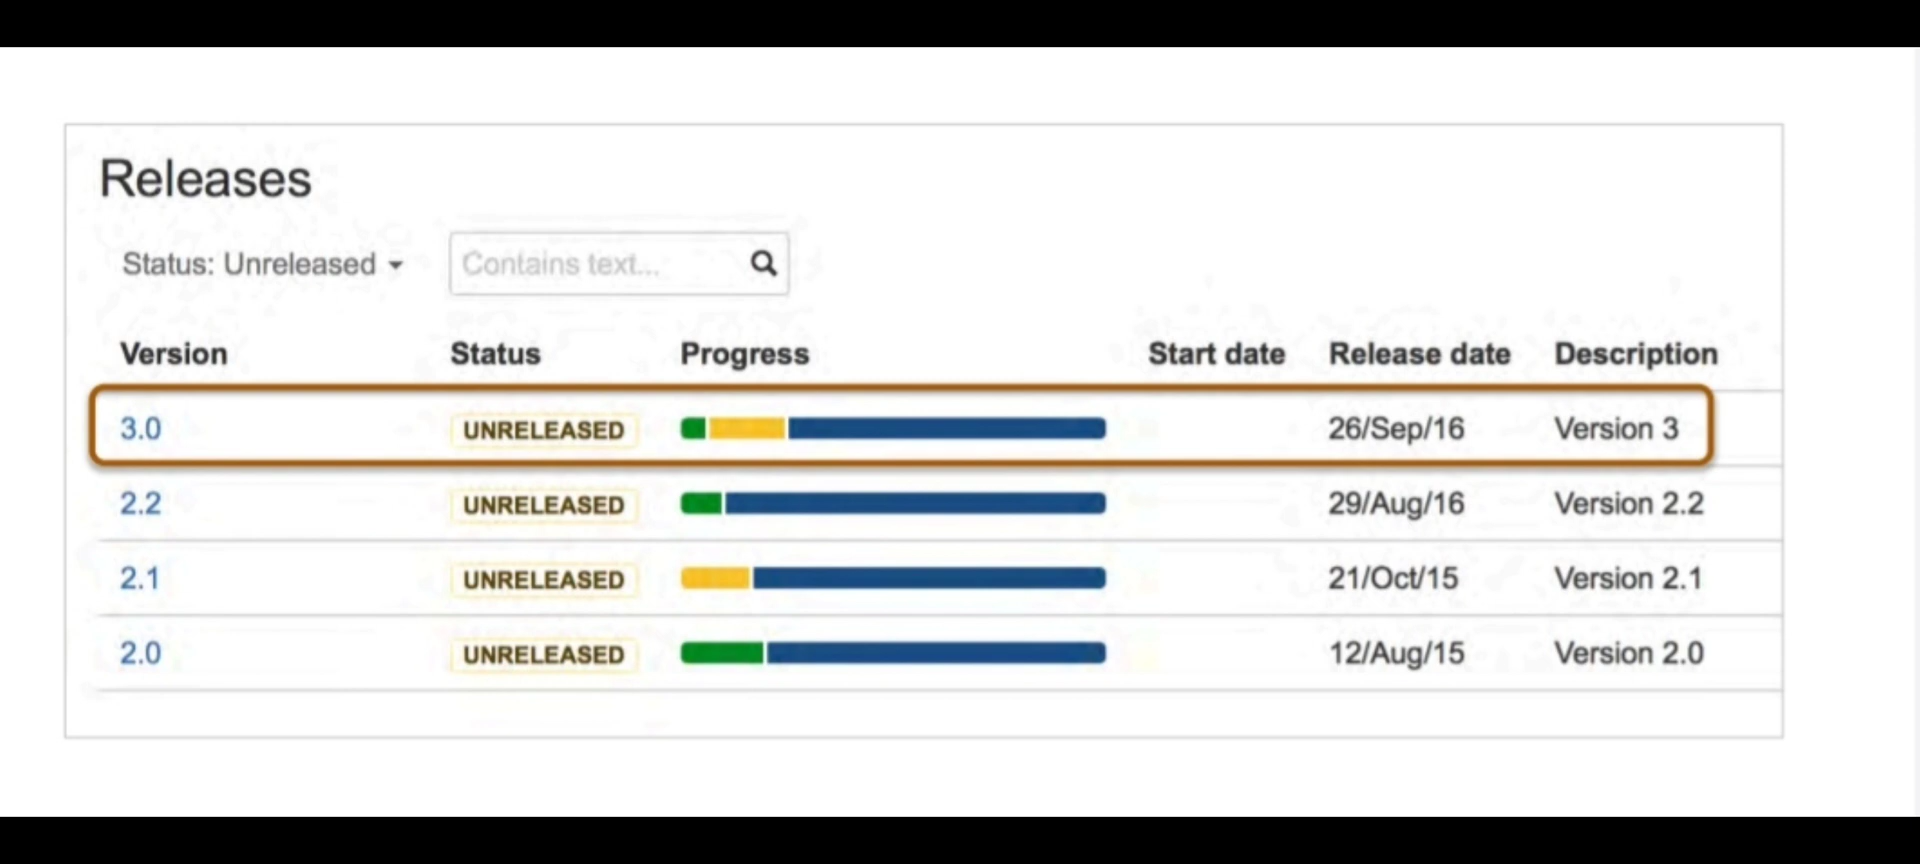 Releases
Status: Unreleased
Contains text...
Version Status Progress Start date Release date Description
3.0 UNRELEASED 26/Sep/16 Version 3
2.2 UNRELEASED 29/Aug/16 Version 2.2
2.1 UNRELEASED 21/Oct/15 Version 2.1
2.0 UNRELEASED 12/Aug/15 Version 2.0